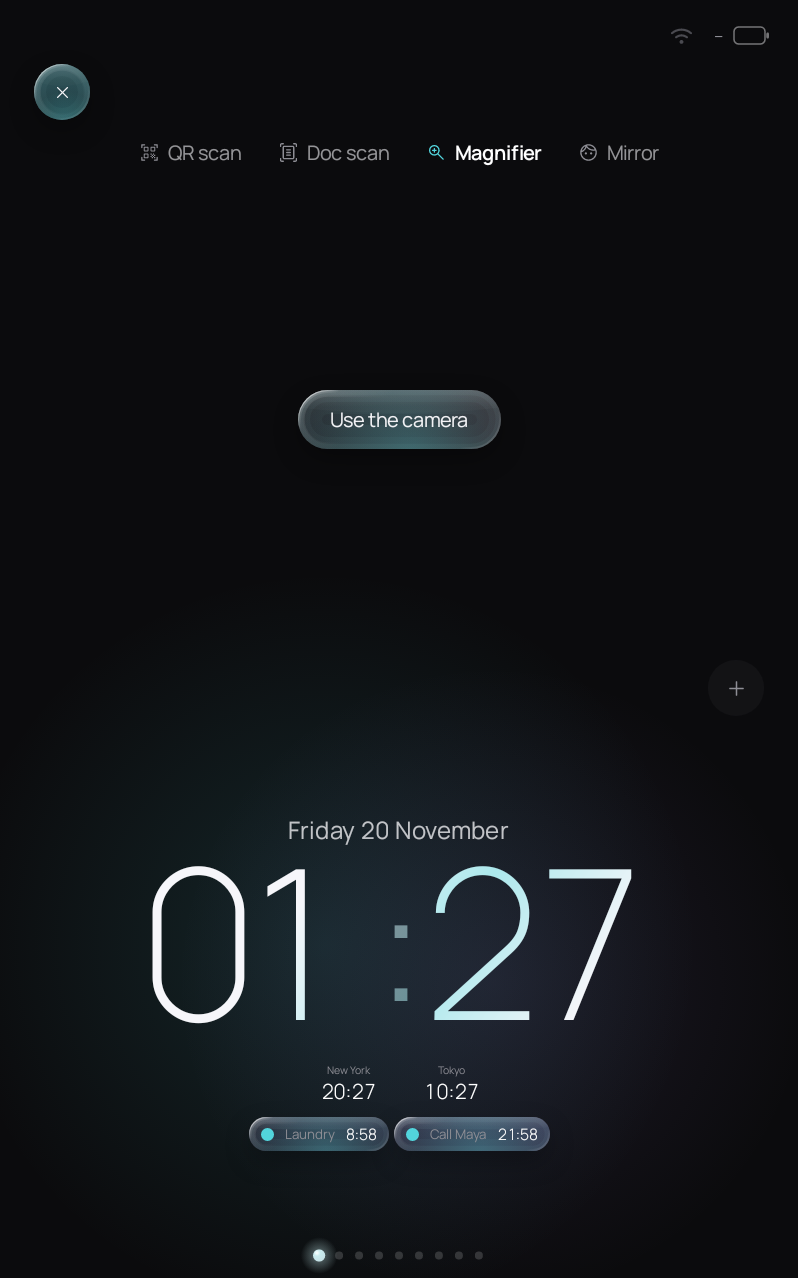 –
QR scan Doc scan Magnifier Mirror
Use the camera
Friday 20 November
01:27
New York Tokyo
20:27 10:27
Laundry 8:58 Call Maya 21:58